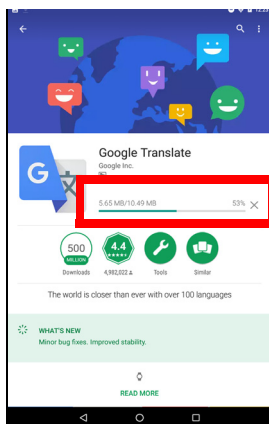 Google Translate
Google Inc.
5.65 MB/10.49 MB 53%
500
MILLION
4.4
Downloads 4,982,022 Tools Similar
The world is closer than ever with over 100 languages
WHAT'S NEW
Minor bug fixes. Improved stability.
READ MORE